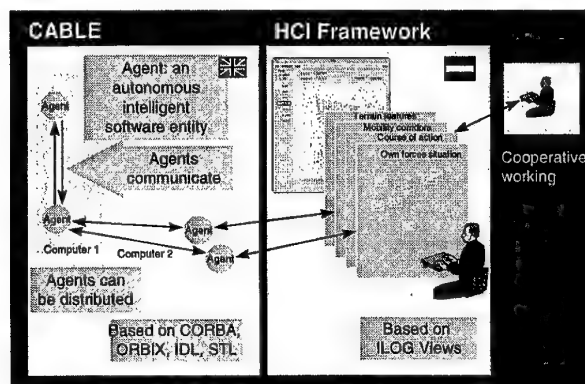 CABLE
Agent: an
autonomous
intelligent
software entity
Agent
Agents
communicate
Agent
Agent
Agent
Computer 1
Computer 2
Agents can
be distributed
Based on CORBA,
ORBIX, IDL, STL
HCI Framework
Terrain features
Mobility corridors
Course of action
Own forces situation
Based on
ILOG Views
Cooperative
working